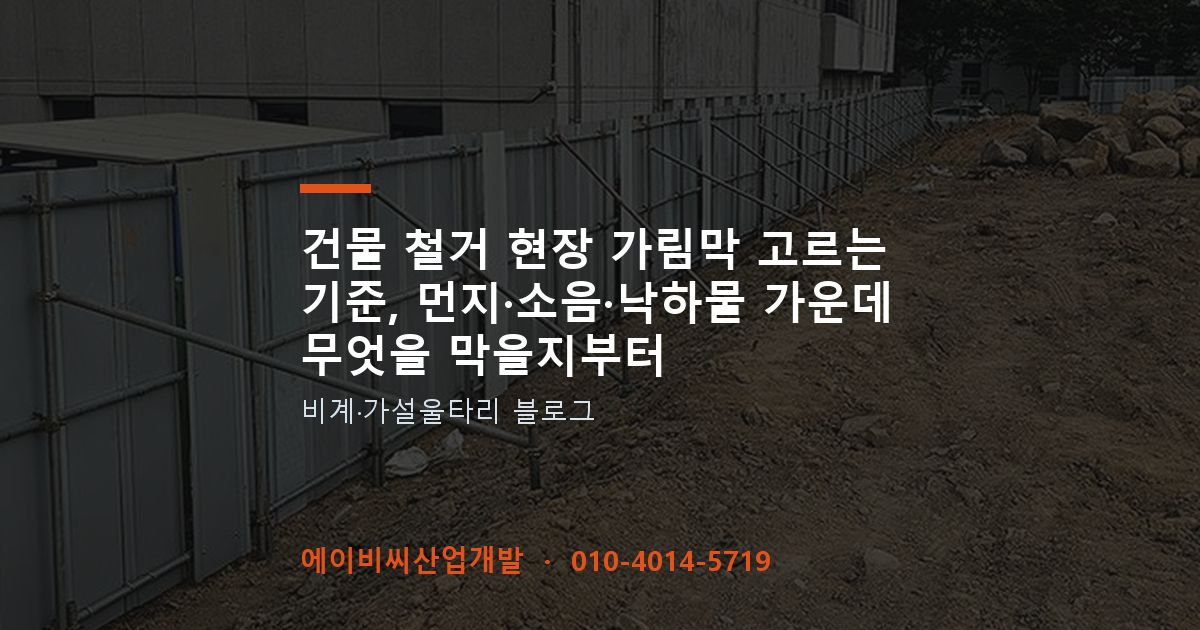 건물 철거 현장 가림막 고르는
기준, 먼지·소음·낙하물 가운데
무엇을 막을지부터
비계·가설울타리 블로그
에이비씨산업개발 · 010-4014-5719